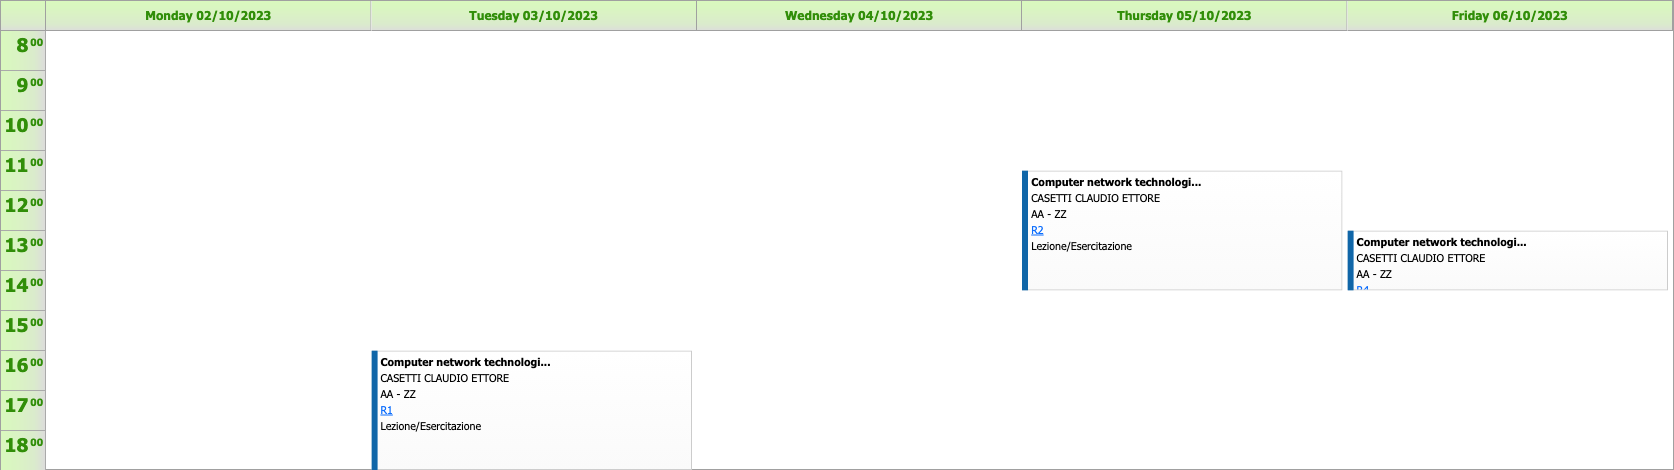 Monday 02/10/2023
Tuesday 03/10/2023
Wednesday 04/10/2023
Thursday 05/10/2023
Friday 06/10/2023
8 00
9 00
10 00
11 00
12 00
13 00
14 00
15 00
16 00
17 00
18 00
Computer network technologi...
CASETTI CLAUDIO ETTORE
AA - ZZ
R1
Lezione/Esercitazione
Computer network technologi...
CASETTI CLAUDIO ETTORE
AA - ZZ
R2
Lezione/Esercitazione
Computer network technologi...
CASETTI CLAUDIO ETTORE
AA - ZZ